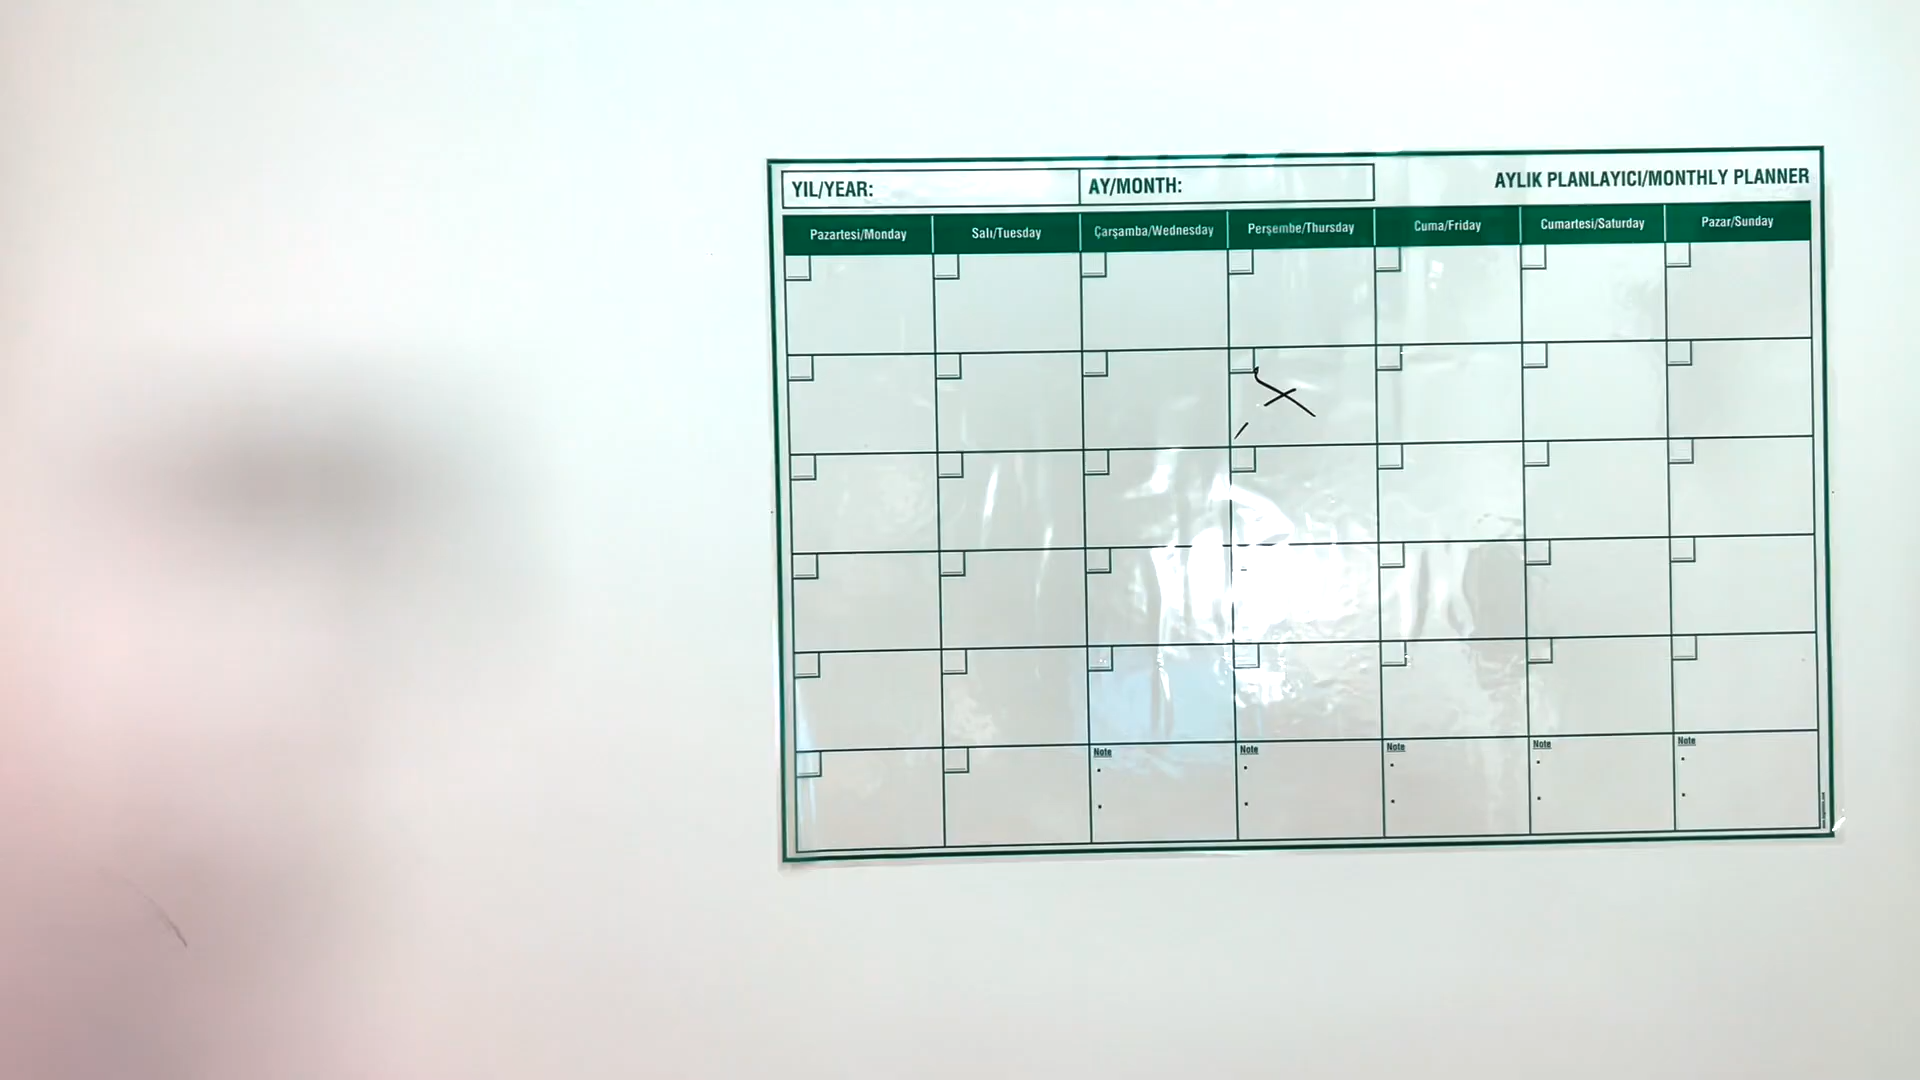 YIL/YEAR: AY/MONTH: AYLIK PLANLAYICI/MONTHLY PLANNER
Pazartesi/Monday Salı/Tuesday Çarşamba/Wednesday Perşembe/Thursday Cuma/Friday Cumartesi/Saturday Pazar/Sunday
Note Note Note Note Note